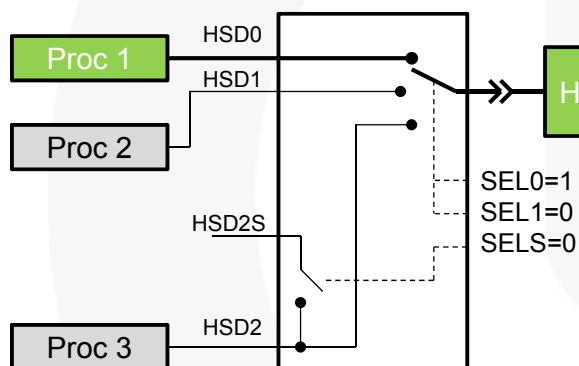 HSD0
Proc 1
HSD1
Proc 2
SEL0=1
SEL1=0
HSD2S
SELS=0
HSD2
Proc 3